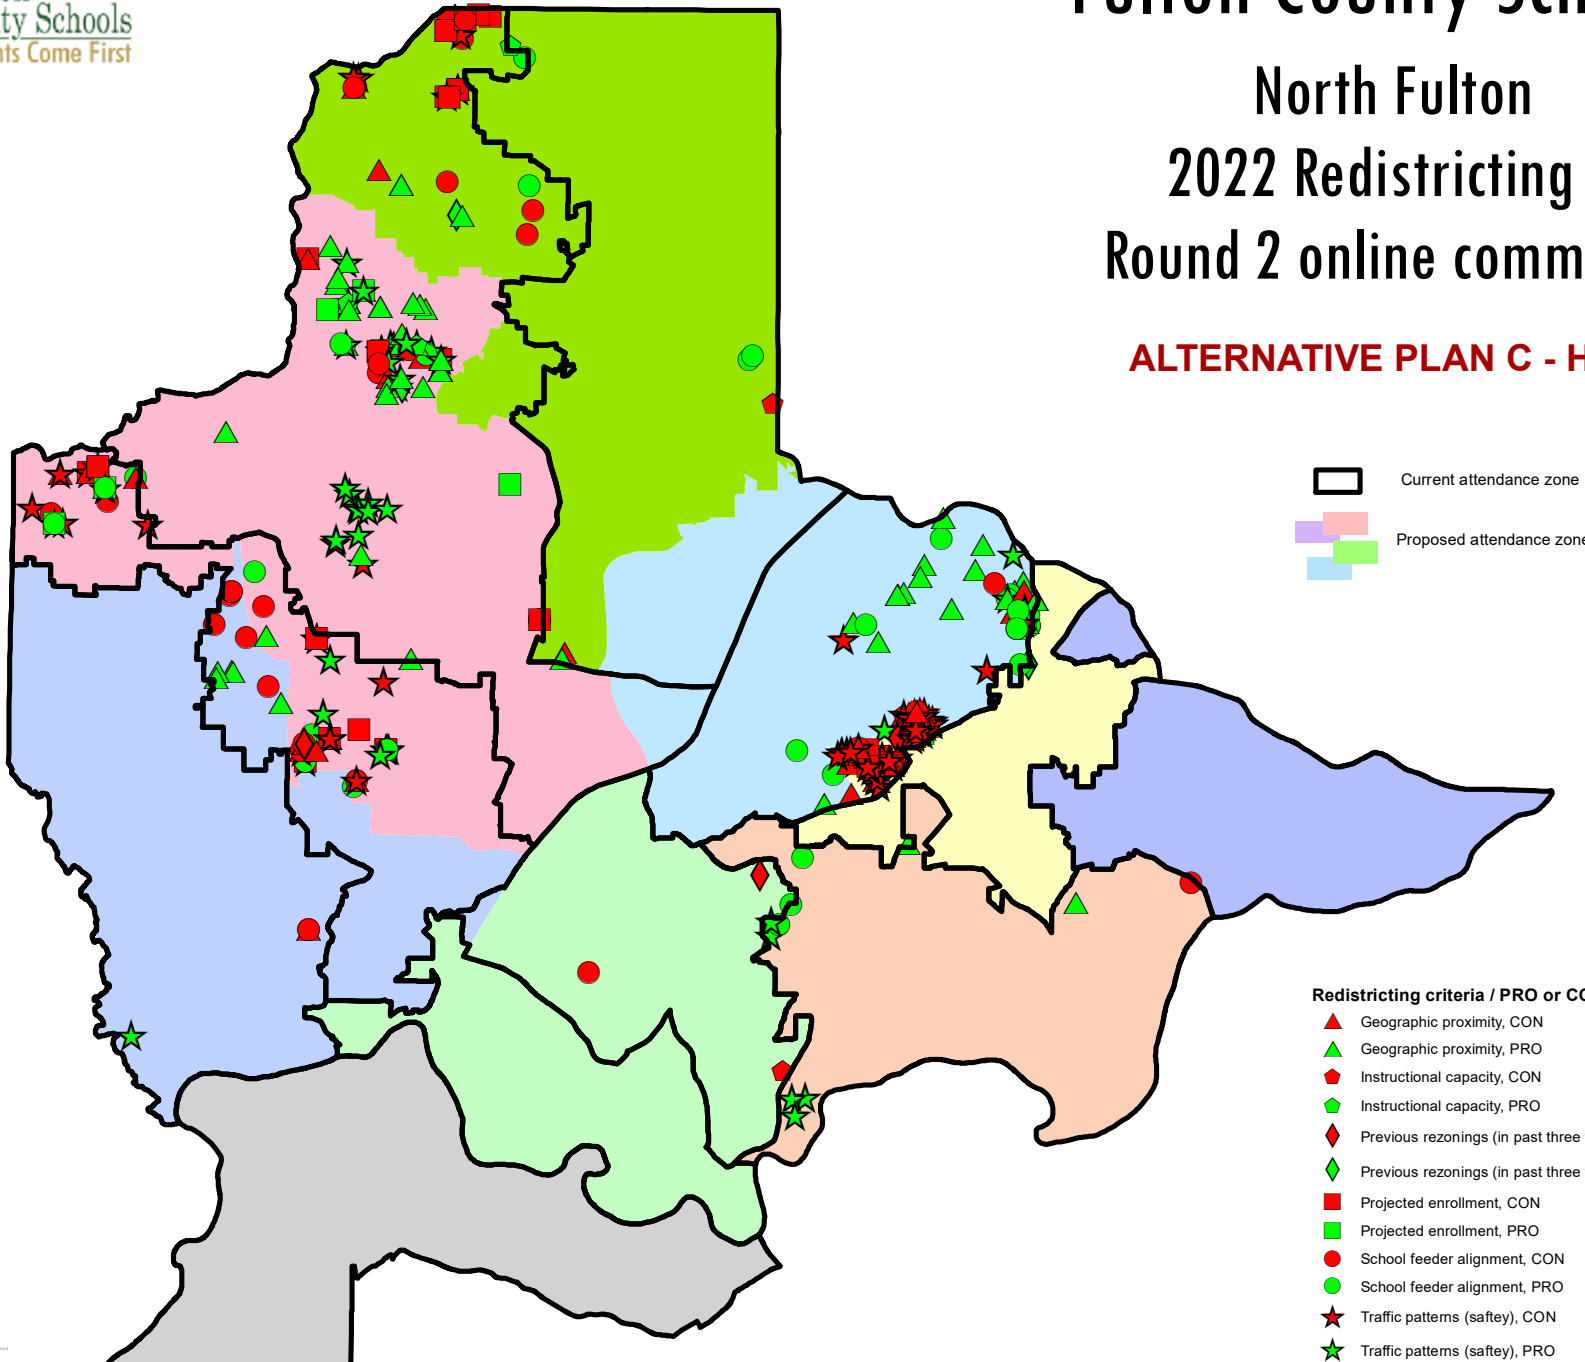 ty Schools
nts Come First
North Fulton
2022 Redistricting
Round 2 online comm
ALTERNATIVE PLAN C - H
Current attendance zone
Proposed attendance zone
Redistricting criteria / PRO or CO
Geographic proximity, CON
Geographic proximity, PRO
Instructional capacity, CON
Instructional capacity, PRO
Previous rezonings (in past three
Previous rezonings (in past three
Projected enrollment, CON
Projected enrollment, PRO
School feeder alignment, CON
School feeder alignment, PRO
Traffic patterns (saftey), CON
Traffic patterns (saftey), PRO